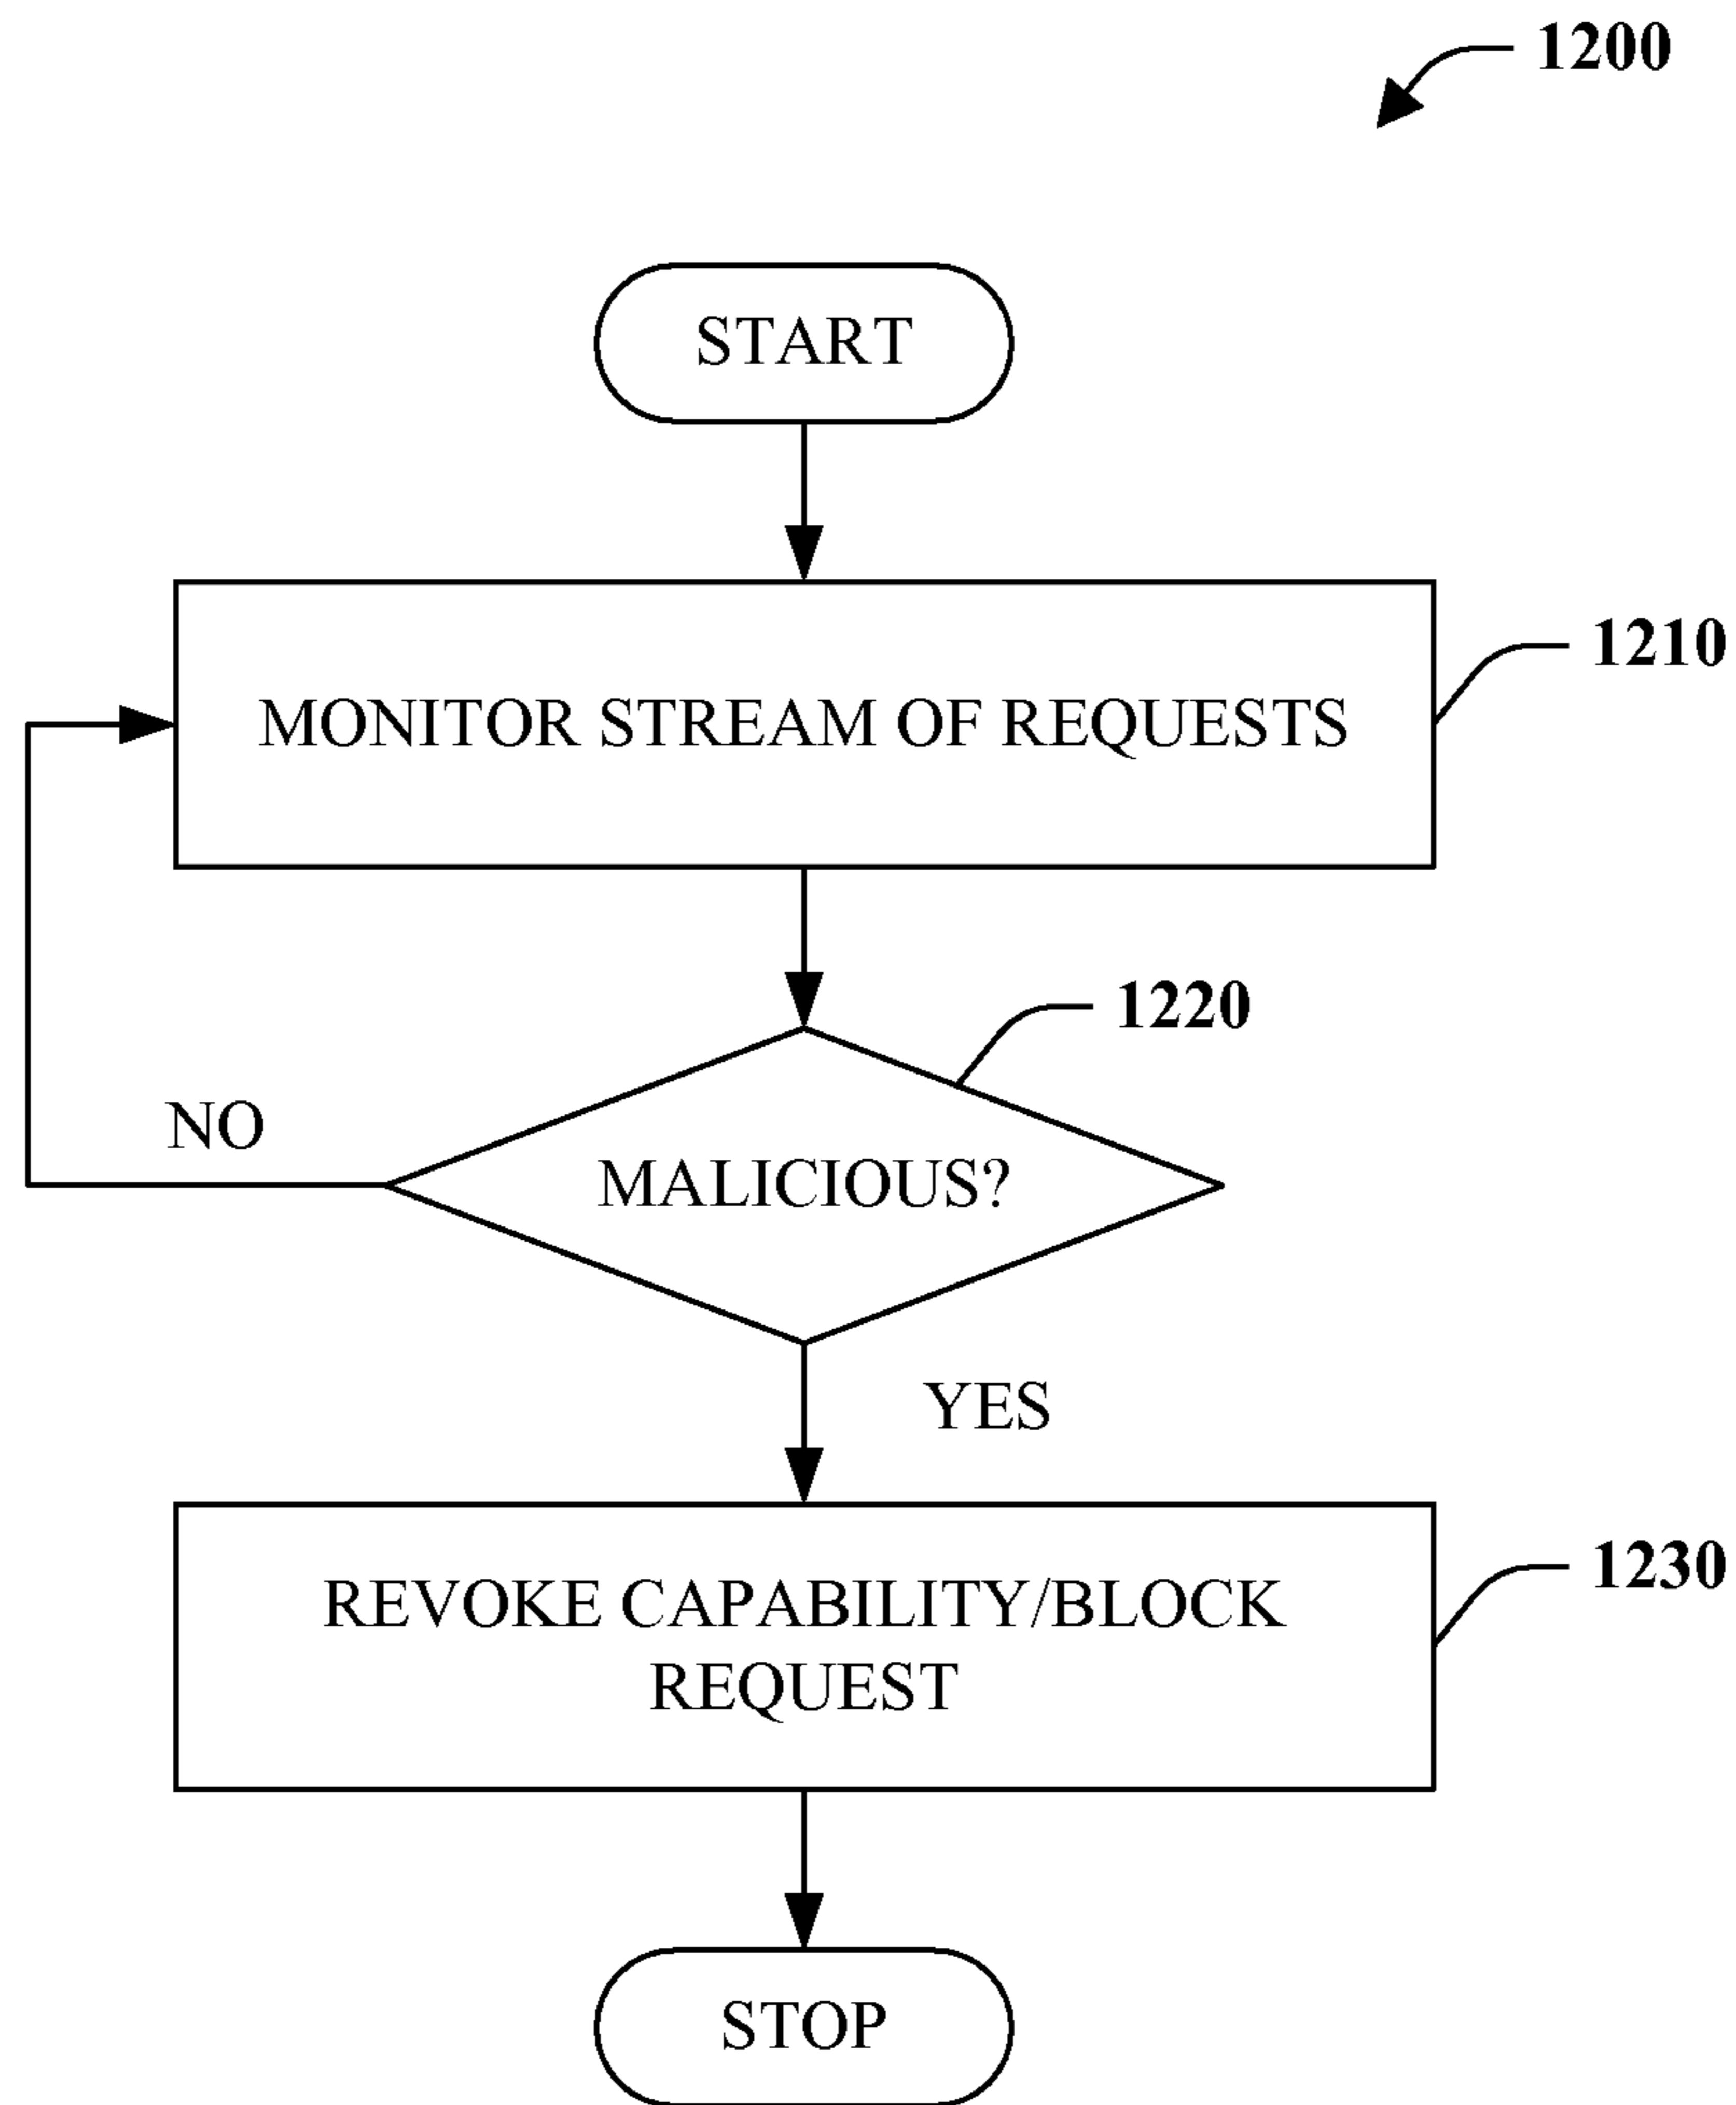 1200
START
MONITOR STREAM OF REQUESTS
1210
1220
NO
MALICIOUS?
YES
REVOKE CAPABILITY/BLOCK
REQUEST
1230
STOP